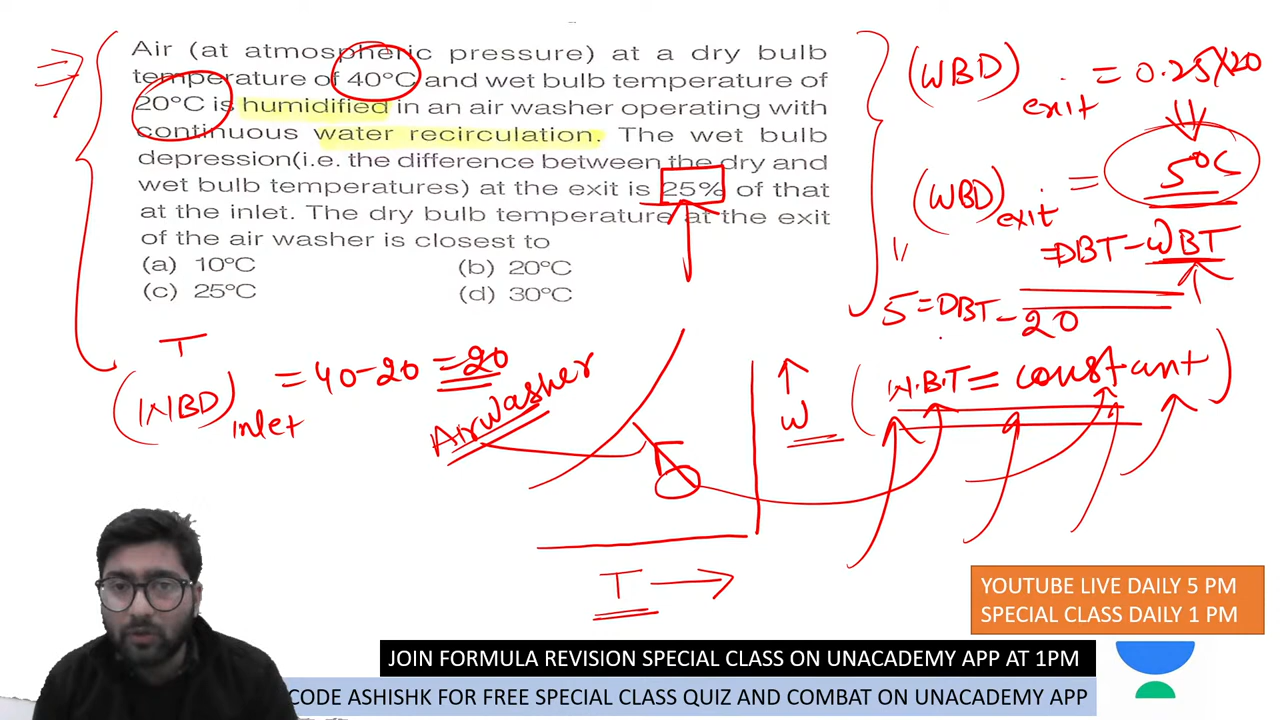 Air (at atmospheric pressure) at a dry bulb
temperature of 40°C and wet bulb temperature of
20°C is humidified in an air washer operating with
continuous water recirculation. The wet bulb
depression(i.e. the difference between the dry and
wet bulb temperatures) at the exit is 25% of that
at the inlet. The dry bulb temperature at the exit
of the air washer is closest to
(a) 10°C (b) 20°C
(c) 25°C (d) 30°C
(WBD)exit = 0.25×20
(WBD)exit = 5°C
=DBT-WBT
5=DBT-20
(WBD)inlet = 40-20 =20
Air washer
W
(W.B.T = constant)
T
T
YOUTUBE LIVE DAILY 5 PM
SPECIAL CLASS DAILY 1 PM
JOIN FORMULA REVISION SPECIAL CLASS ON UNACADEMY APP AT 1PM
CODE ASHISHK FOR FREE SPECIAL CLASS QUIZ AND COMBAT ON UNACADEMY APP